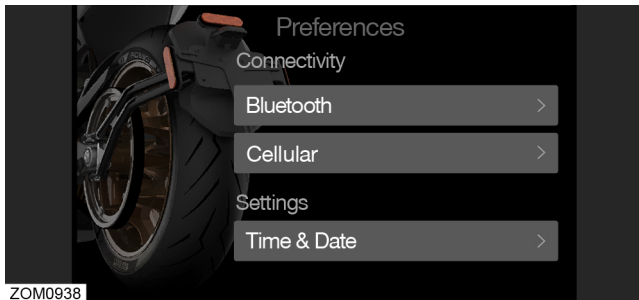 Preferences
Connectivity
Bluetooth
Cellular
Settings
Time & Date
ZOM0938